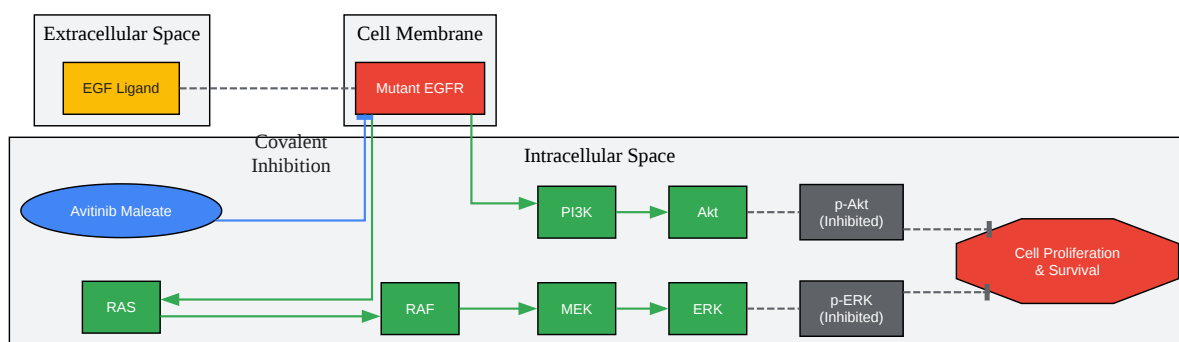 Extracellular Space
Cell Membrane
EGF Ligand
Mutant EGFR
Covalent
Inhibition
Intracellular Space
Avitinib Maleate
PI3K
Akt
p-Akt
(Inhibited)
Cell Proliferation
& Survival
RAS
RAF
MEK
ERK
p-ERK
(Inhibited)